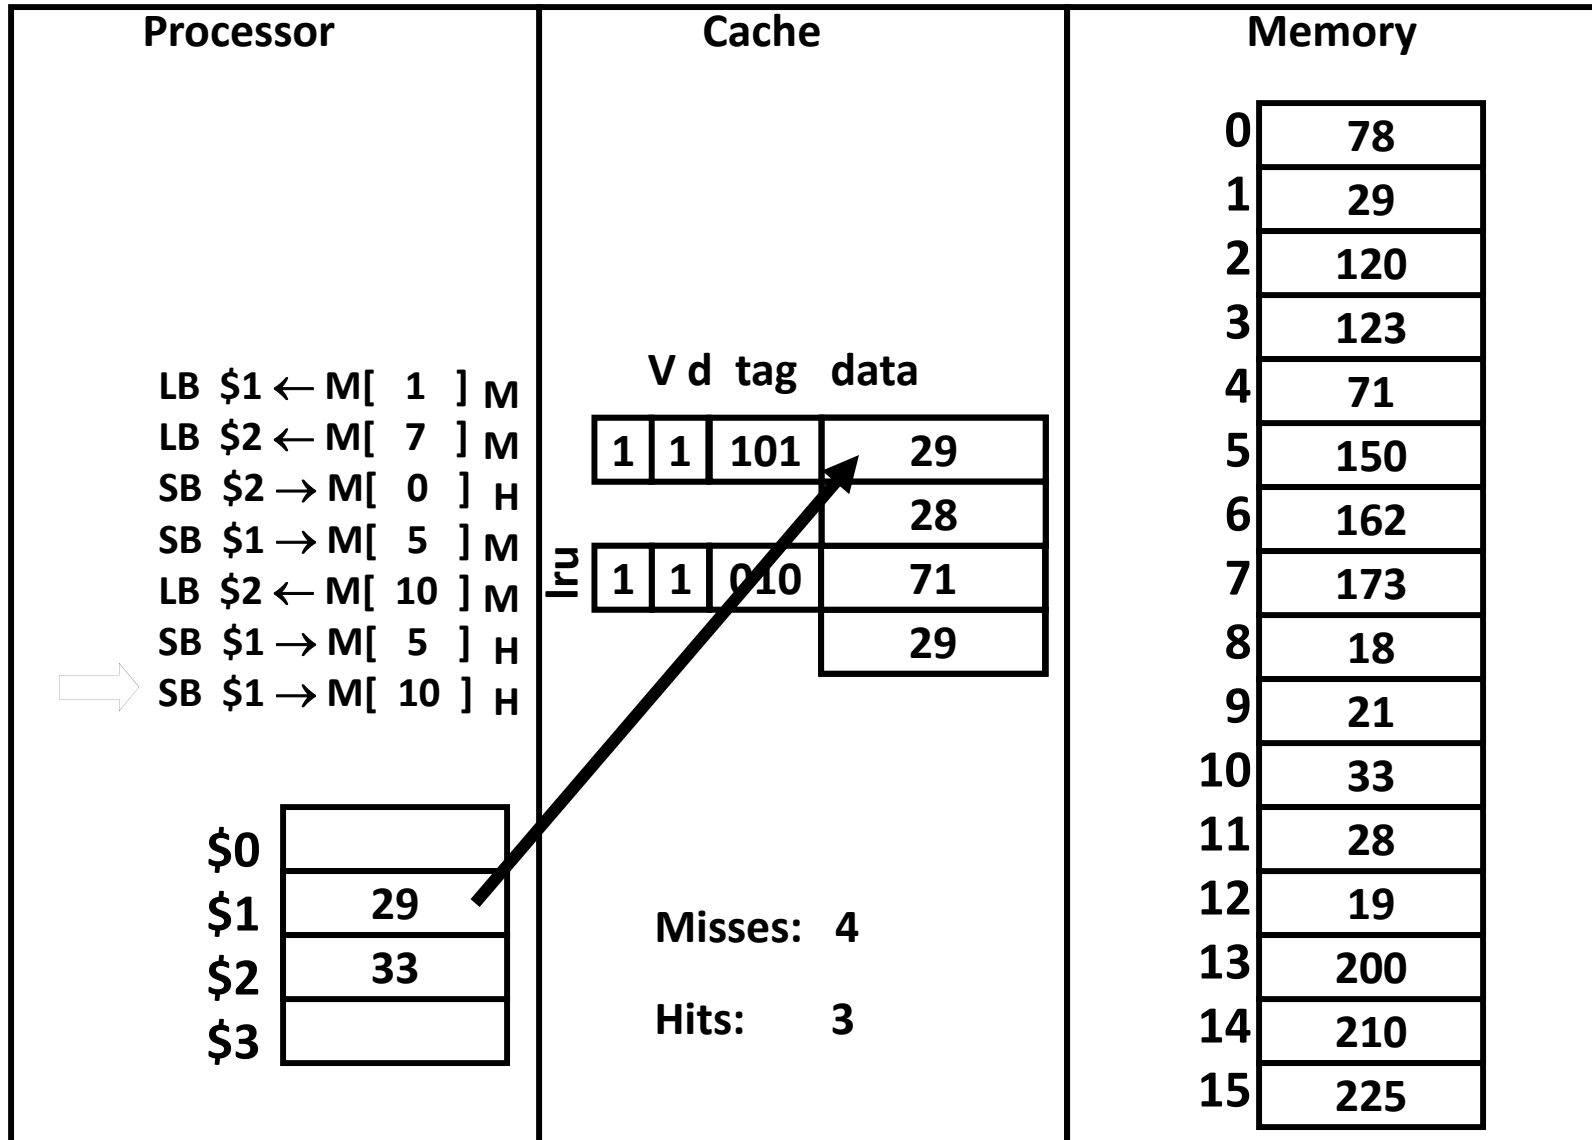 Processor
LB $1 ← M[ 1 ] M
LB $2 ← M[ 7 ] M
SB $2 → M[ 0 ] H
SB $1 → M[ 5 ] M
LB $2 ← M[ 10 ] M
SB $1 → M[ 5 ] H
SB $1 → M[ 10 ] H
$0
$1 29
$2 33
$3
Cache
V d tag data
1 1 101 29
28
lru 1 1 010 71
29
Misses: 4
Hits: 3
Memory
0 78
1 29
2 120
3 123
4 71
5 150
6 162
7 173
8 18
9 21
10 33
11 28
12 19
13 200
14 210
15 225